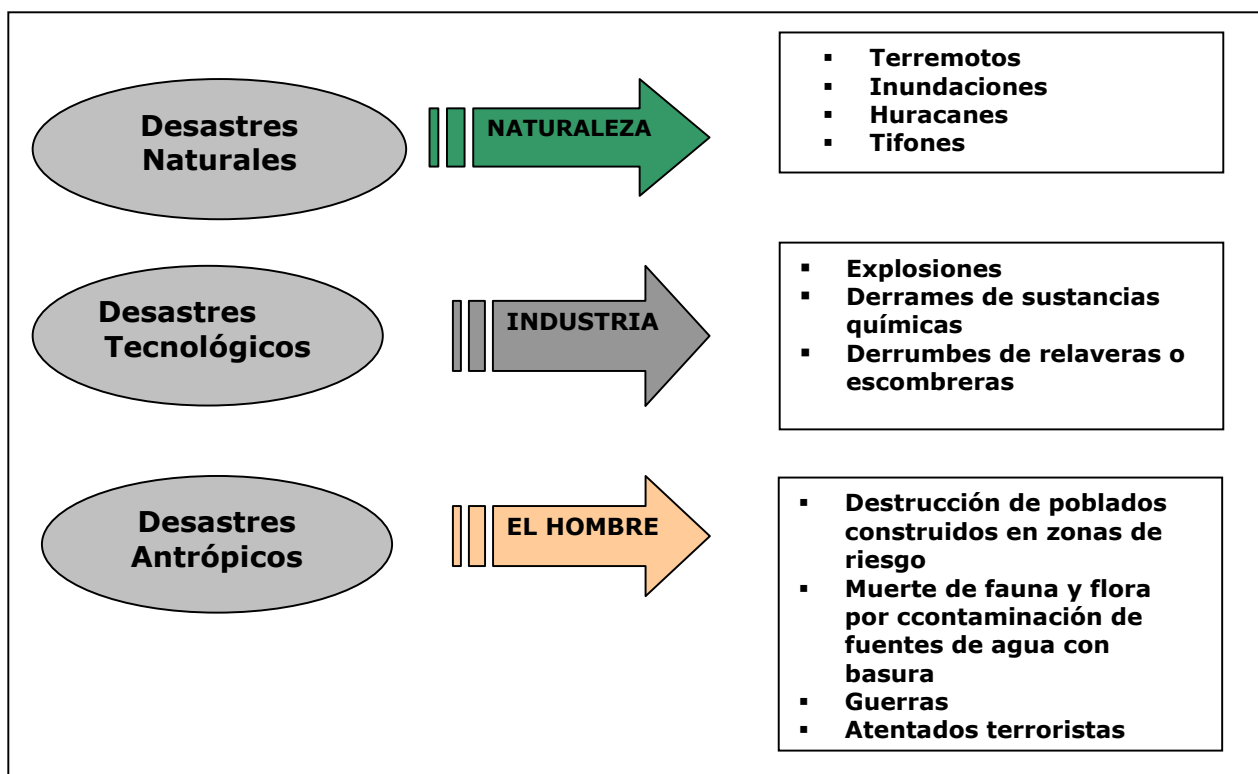 Desastres
Naturales
NATURALEZA
▪ Terremotos
▪ Inundaciones
▪ Huracanes
▪ Tifones
Desastres
Tecnológicos
INDUSTRIA
▪ Explosiones
▪ Derrames de sustancias
químicas
▪ Derrumbes de relaveras o
escombreras
Desastres
Antrópicos
EL HOMBRE
▪ Destrucción de poblados
construidos en zonas de
riesgo
▪ Muerte de fauna y flora
por ccontaminación de
fuentes de agua con
basura
▪ Guerras
▪ Atentados terroristas